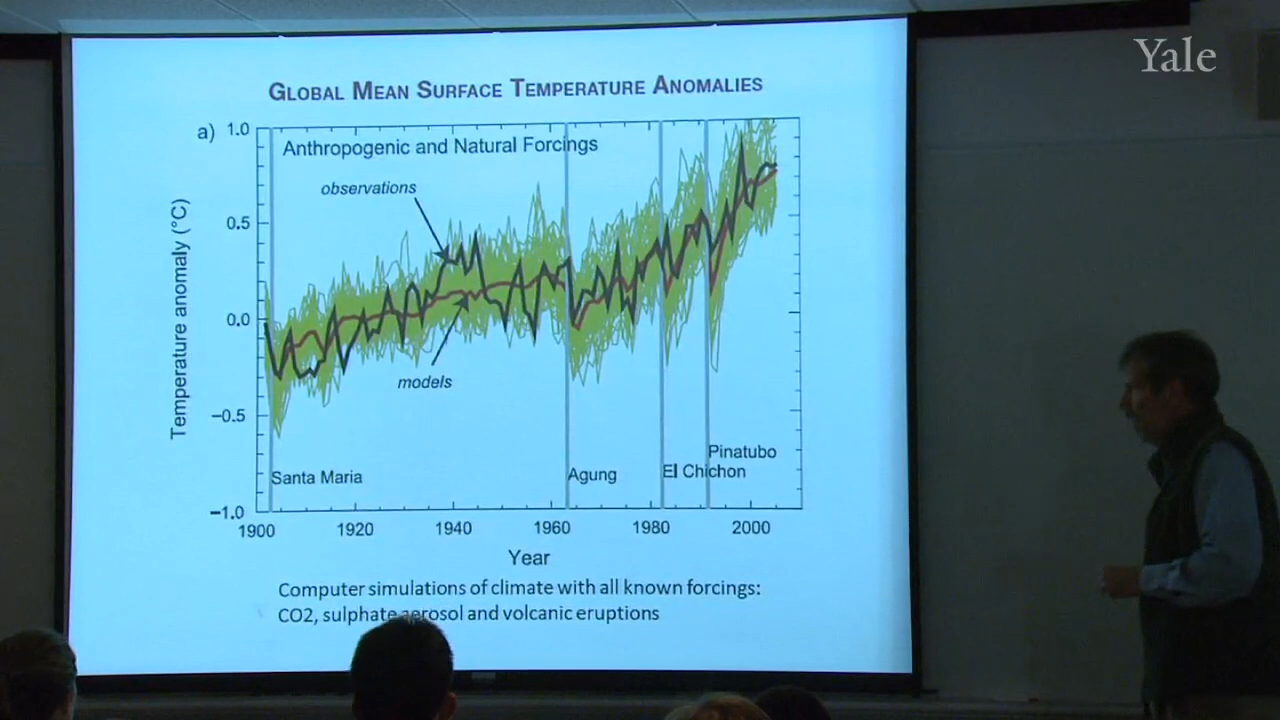 Yale
GLOBAL MEAN SURFACE TEMPERATURE ANOMALIES
a)
1.0
Anthropogenic and Natural Forcings
observations
0.5
Temperature anomaly (°C)
0.0
models
−0.5
Santa Maria
Agung
El Chichon
Pinatubo
−1.0
1900 1920 1940 1960 1980 2000
Year
Computer simulations of climate with all known forcings:
CO2, sulphate aerosol and volcanic eruptions